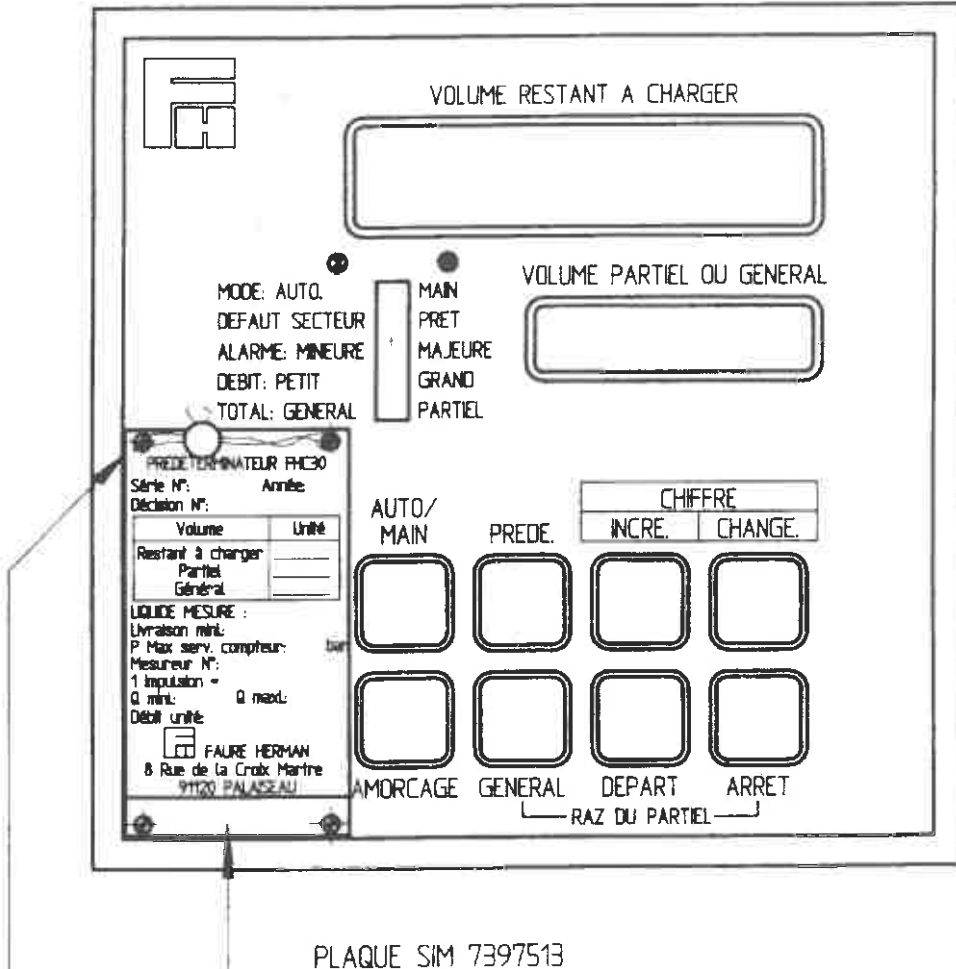 FH
VOLUME RESTANT A CHARGER
VOLUME PARTIEL OU GENERAL
MODE: AUTO. MAIN
DEFAUT SECTEUR PRET
ALARME: MINEURE MAJEURE
DEBIT: PETIT GRAND
TOTAL: GENERAL PARTIEL
PREDETERMINATEUR FHC30
Série N°: Année:
Décision N°:
Volume Unité
Restant à charger
Partiel
Général
LIQUIDE MESURE :
Livraison mini.:
P Max serv. compteur: bar
Mesureur N°:
1 Impulsion =
Q mini.: Q maxi.:
Débit unité:
FH FAURE HERMAN
8 Rue de la Croix Martre
91120 PALAISEAU
AUTO/
MAIN
PREDE.
CHIFFRE
INCRE. CHANGE.
AMORCAGE GENERAL DEPART ARRET
RAZ DU PARTIEL
PLAQUE SIM 7397513